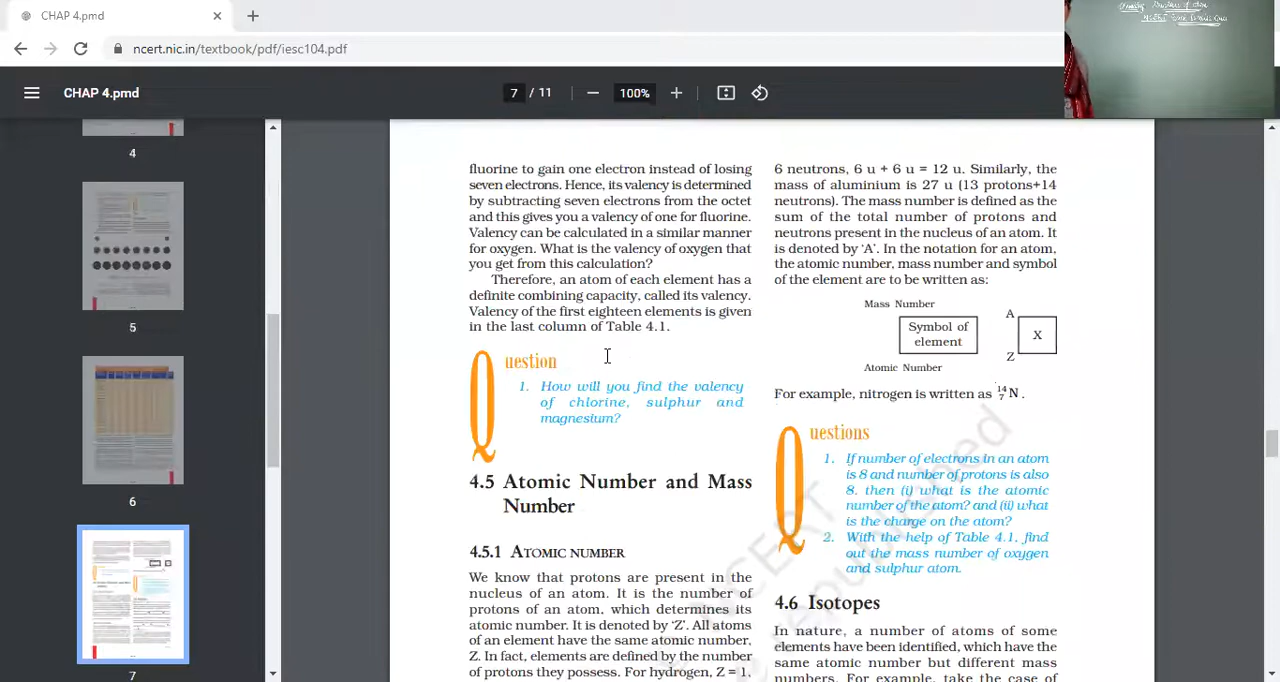 CHAP 4.pmd
ncert.nic.in/textbook/pdf/iesc104.pdf
CHAP 4.pmd
7 / 11
100%
4
5
6
7
fluorine to gain one electron instead of losing
seven electrons. Hence, its valency is determined
by subtracting seven electrons from the octet
and this gives you a valency of one for fluorine.
Valency can be calculated in a similar manner
for oxygen. What is the valency of oxygen that
you get from this calculation?
Therefore, an atom of each element has a
definite combining capacity, called its valency.
Valency of the first eighteen elements is given
in the last column of Table 4.1.
Question
1. How will you find the valency
of chlorine, sulphur and
magnesium?
4.5 Atomic Number and Mass
Number
4.5.1 ATOMIC NUMBER
We know that protons are present in the
nucleus of an atom. It is the number of
protons of an atom, which determines its
atomic number. It is denoted by ‘Z’. All atoms
of an element have the same atomic number,
Z. In fact, elements are defined by the number
of protons they possess. For hydrogen, Z = 1,
6 neutrons, 6 u + 6 u = 12 u. Similarly, the
mass of aluminium is 27 u (13 protons+14
neutrons). The mass number is defined as the
sum of the total number of protons and
neutrons present in the nucleus of an atom. It
is denoted by ‘A’. In the notation for an atom,
the atomic number, mass number and symbol
of the element are to be written as:
Mass Number
Symbol of
element
Atomic Number
A
X
Z
For example, nitrogen is written as 14 7 N .
Questions
1. If number of electrons in an atom
is 8 and number of protons is also
8. then (i) what is the atomic
number of the atom? and (ii) what
is the charge on the atom?
2. With the help of Table 4.1, find
out the mass number of oxygen
and sulphur atom.
4.6 Isotopes
In nature, a number of atoms of some
elements have been identified, which have the
same atomic number but different mass
numbers. For example, take the case of